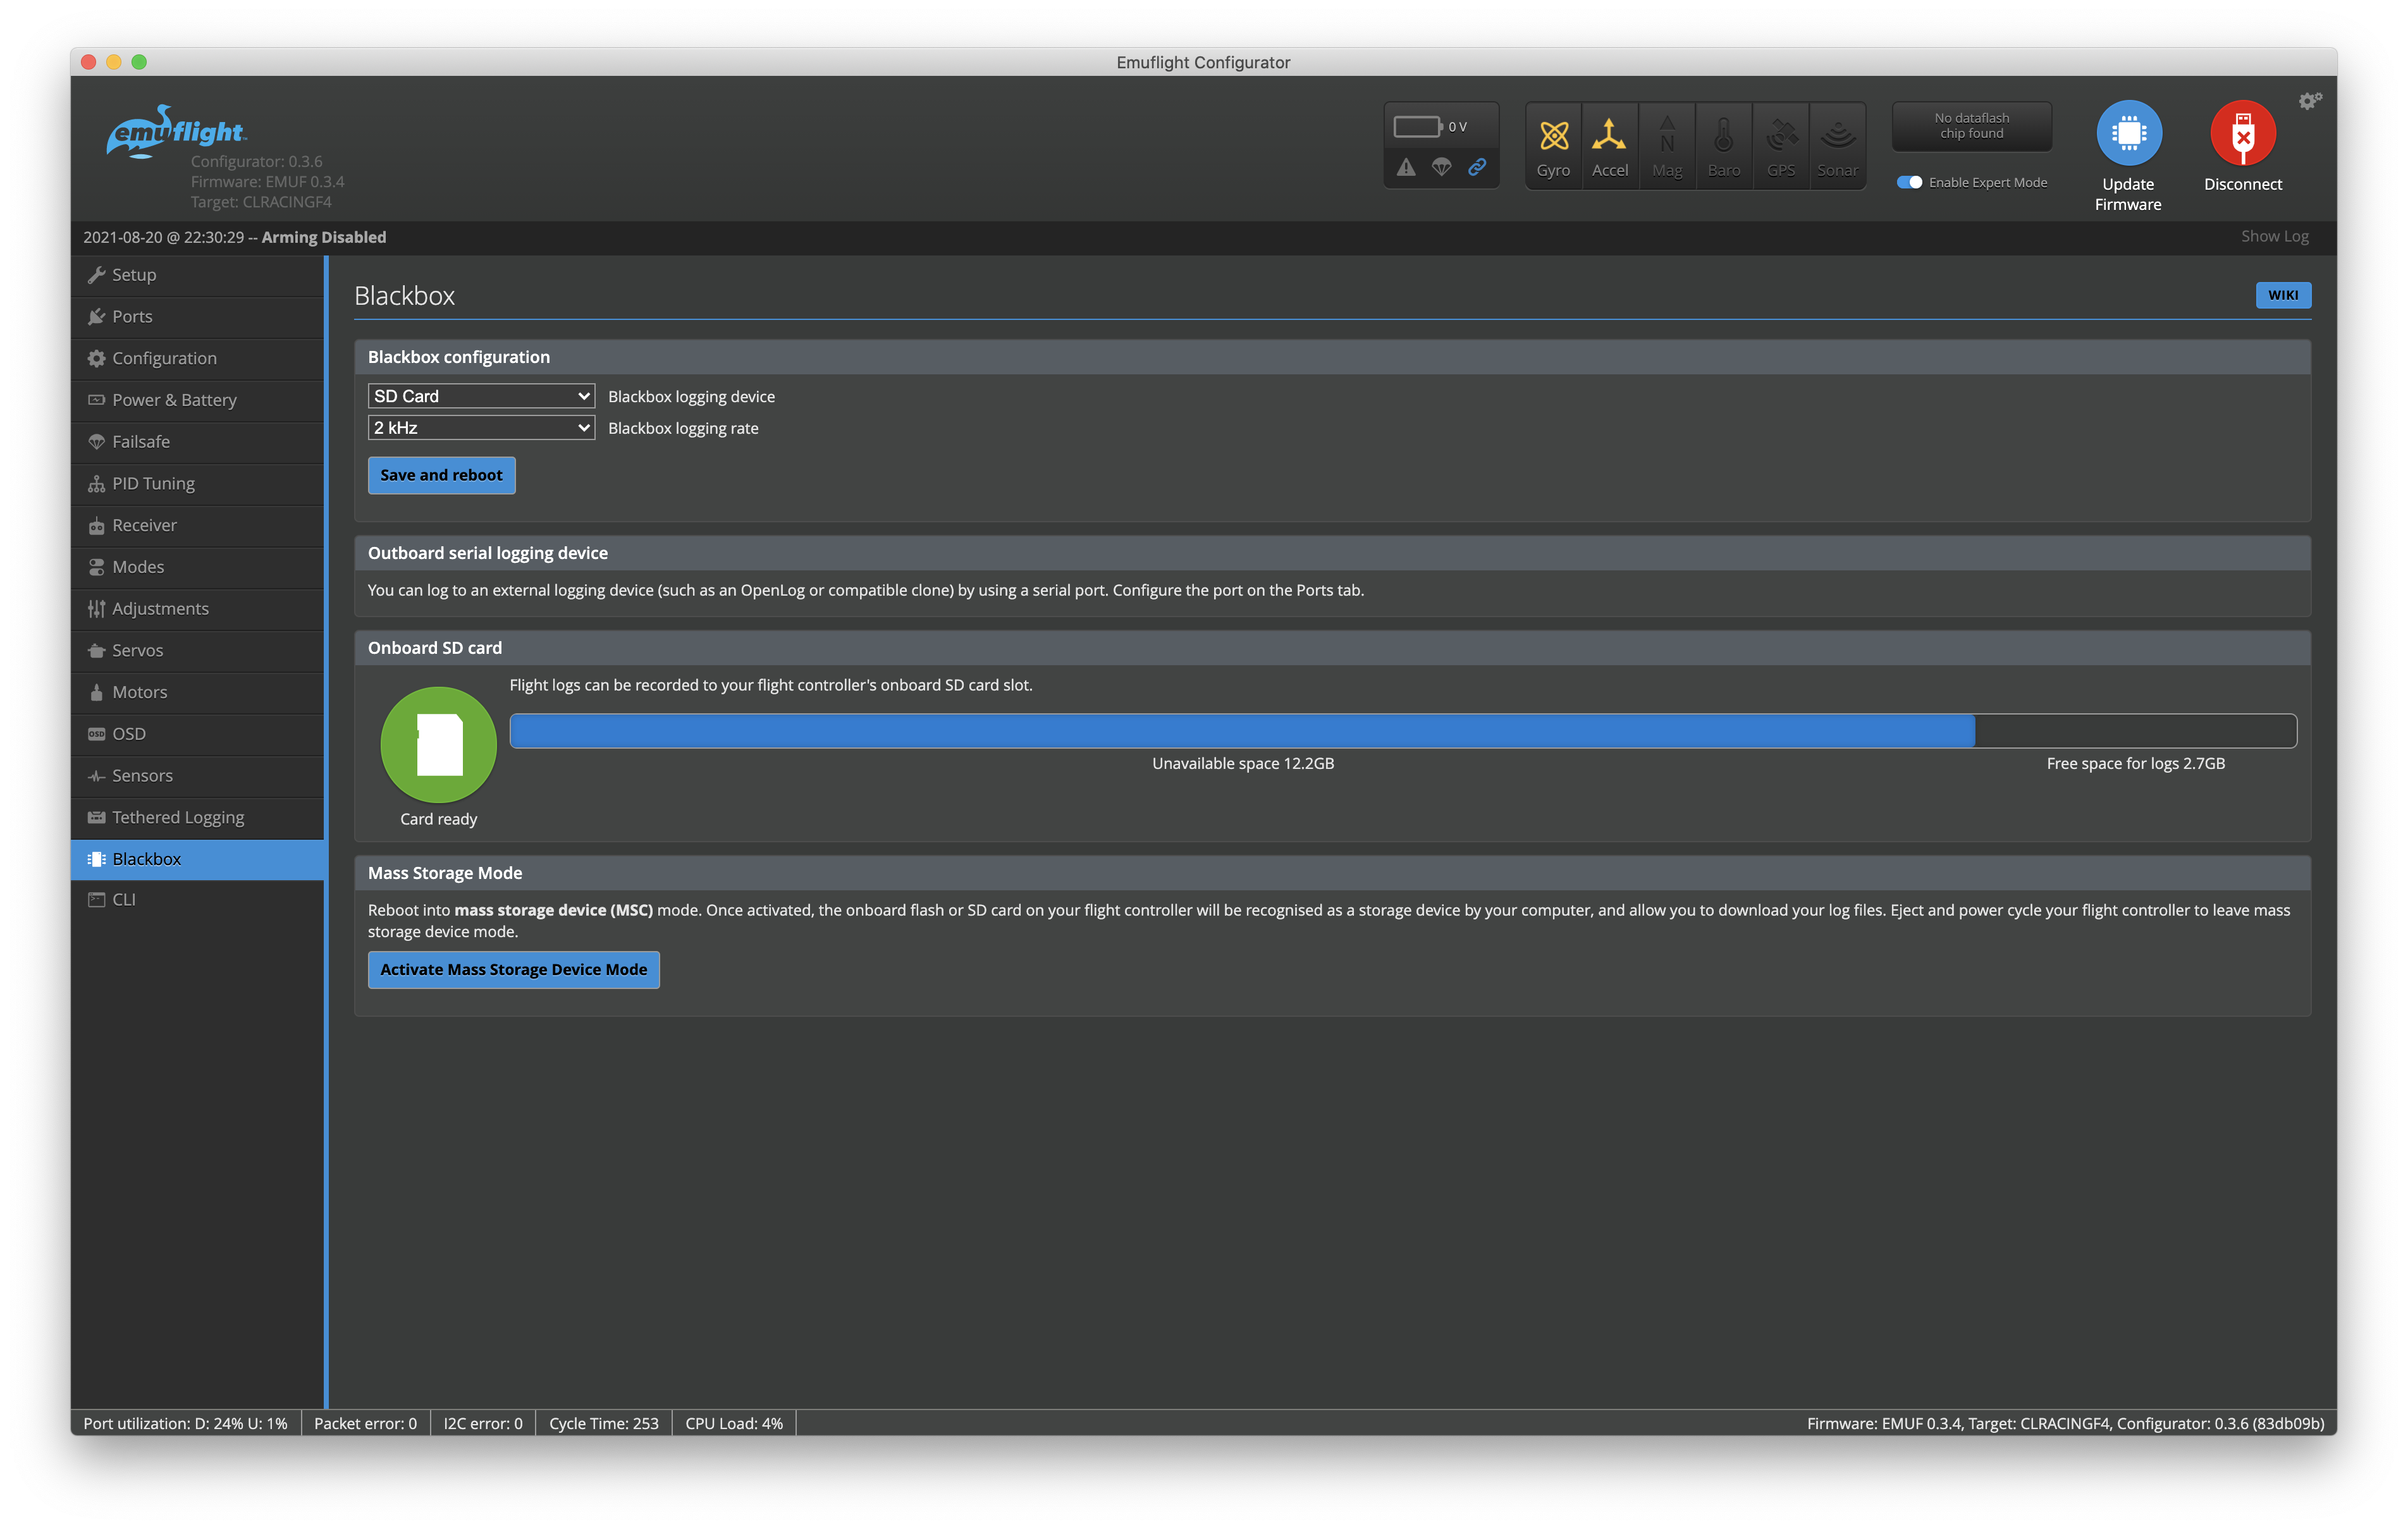 Emuflight Configurator
emuflight
Configurator: 0.3.6
Firmware: EMUF 0.3.4
Target: CLRACINGF4
0 V
Gyro
Accel
Mag
Baro
GPS
Sonar
No dataflash
chip found
Enable Expert Mode
Update
Firmware
Disconnect
2021-08-20 @ 22:30:29 -- Arming Disabled
Show Log
Setup
Ports
Configuration
Power & Battery
Failsafe
PID Tuning
Receiver
Modes
Adjustments
Servos
Motors
OSD
Sensors
Tethered Logging
Blackbox
CLI
Blackbox
WIKI
Blackbox configuration
SD Card
Blackbox logging device
2 kHz
Blackbox logging rate
Save and reboot
Outboard serial logging device
You can log to an external logging device (such as an OpenLog or compatible clone) by using a serial port. Configure the port on the Ports tab.
Onboard SD card
Flight logs can be recorded to your flight controller's onboard SD card slot.
Unavailable space 12.2GB
Free space for logs 2.7GB
Card ready
Mass Storage Mode
Reboot into mass storage device (MSC) mode. Once activated, the onboard flash or SD card on your flight controller will be recognised as a storage device by your computer, and allow you to download your log files. Eject and power cycle your flight controller to leave mass
storage device mode.
Activate Mass Storage Device Mode
Port utilization: D: 24% U: 1%
Packet error: 0
I2C error: 0
Cycle Time: 253
CPU Load: 4%
Firmware: EMUF 0.3.4, Target: CLRACINGF4, Configurator: 0.3.6 (83db09b)